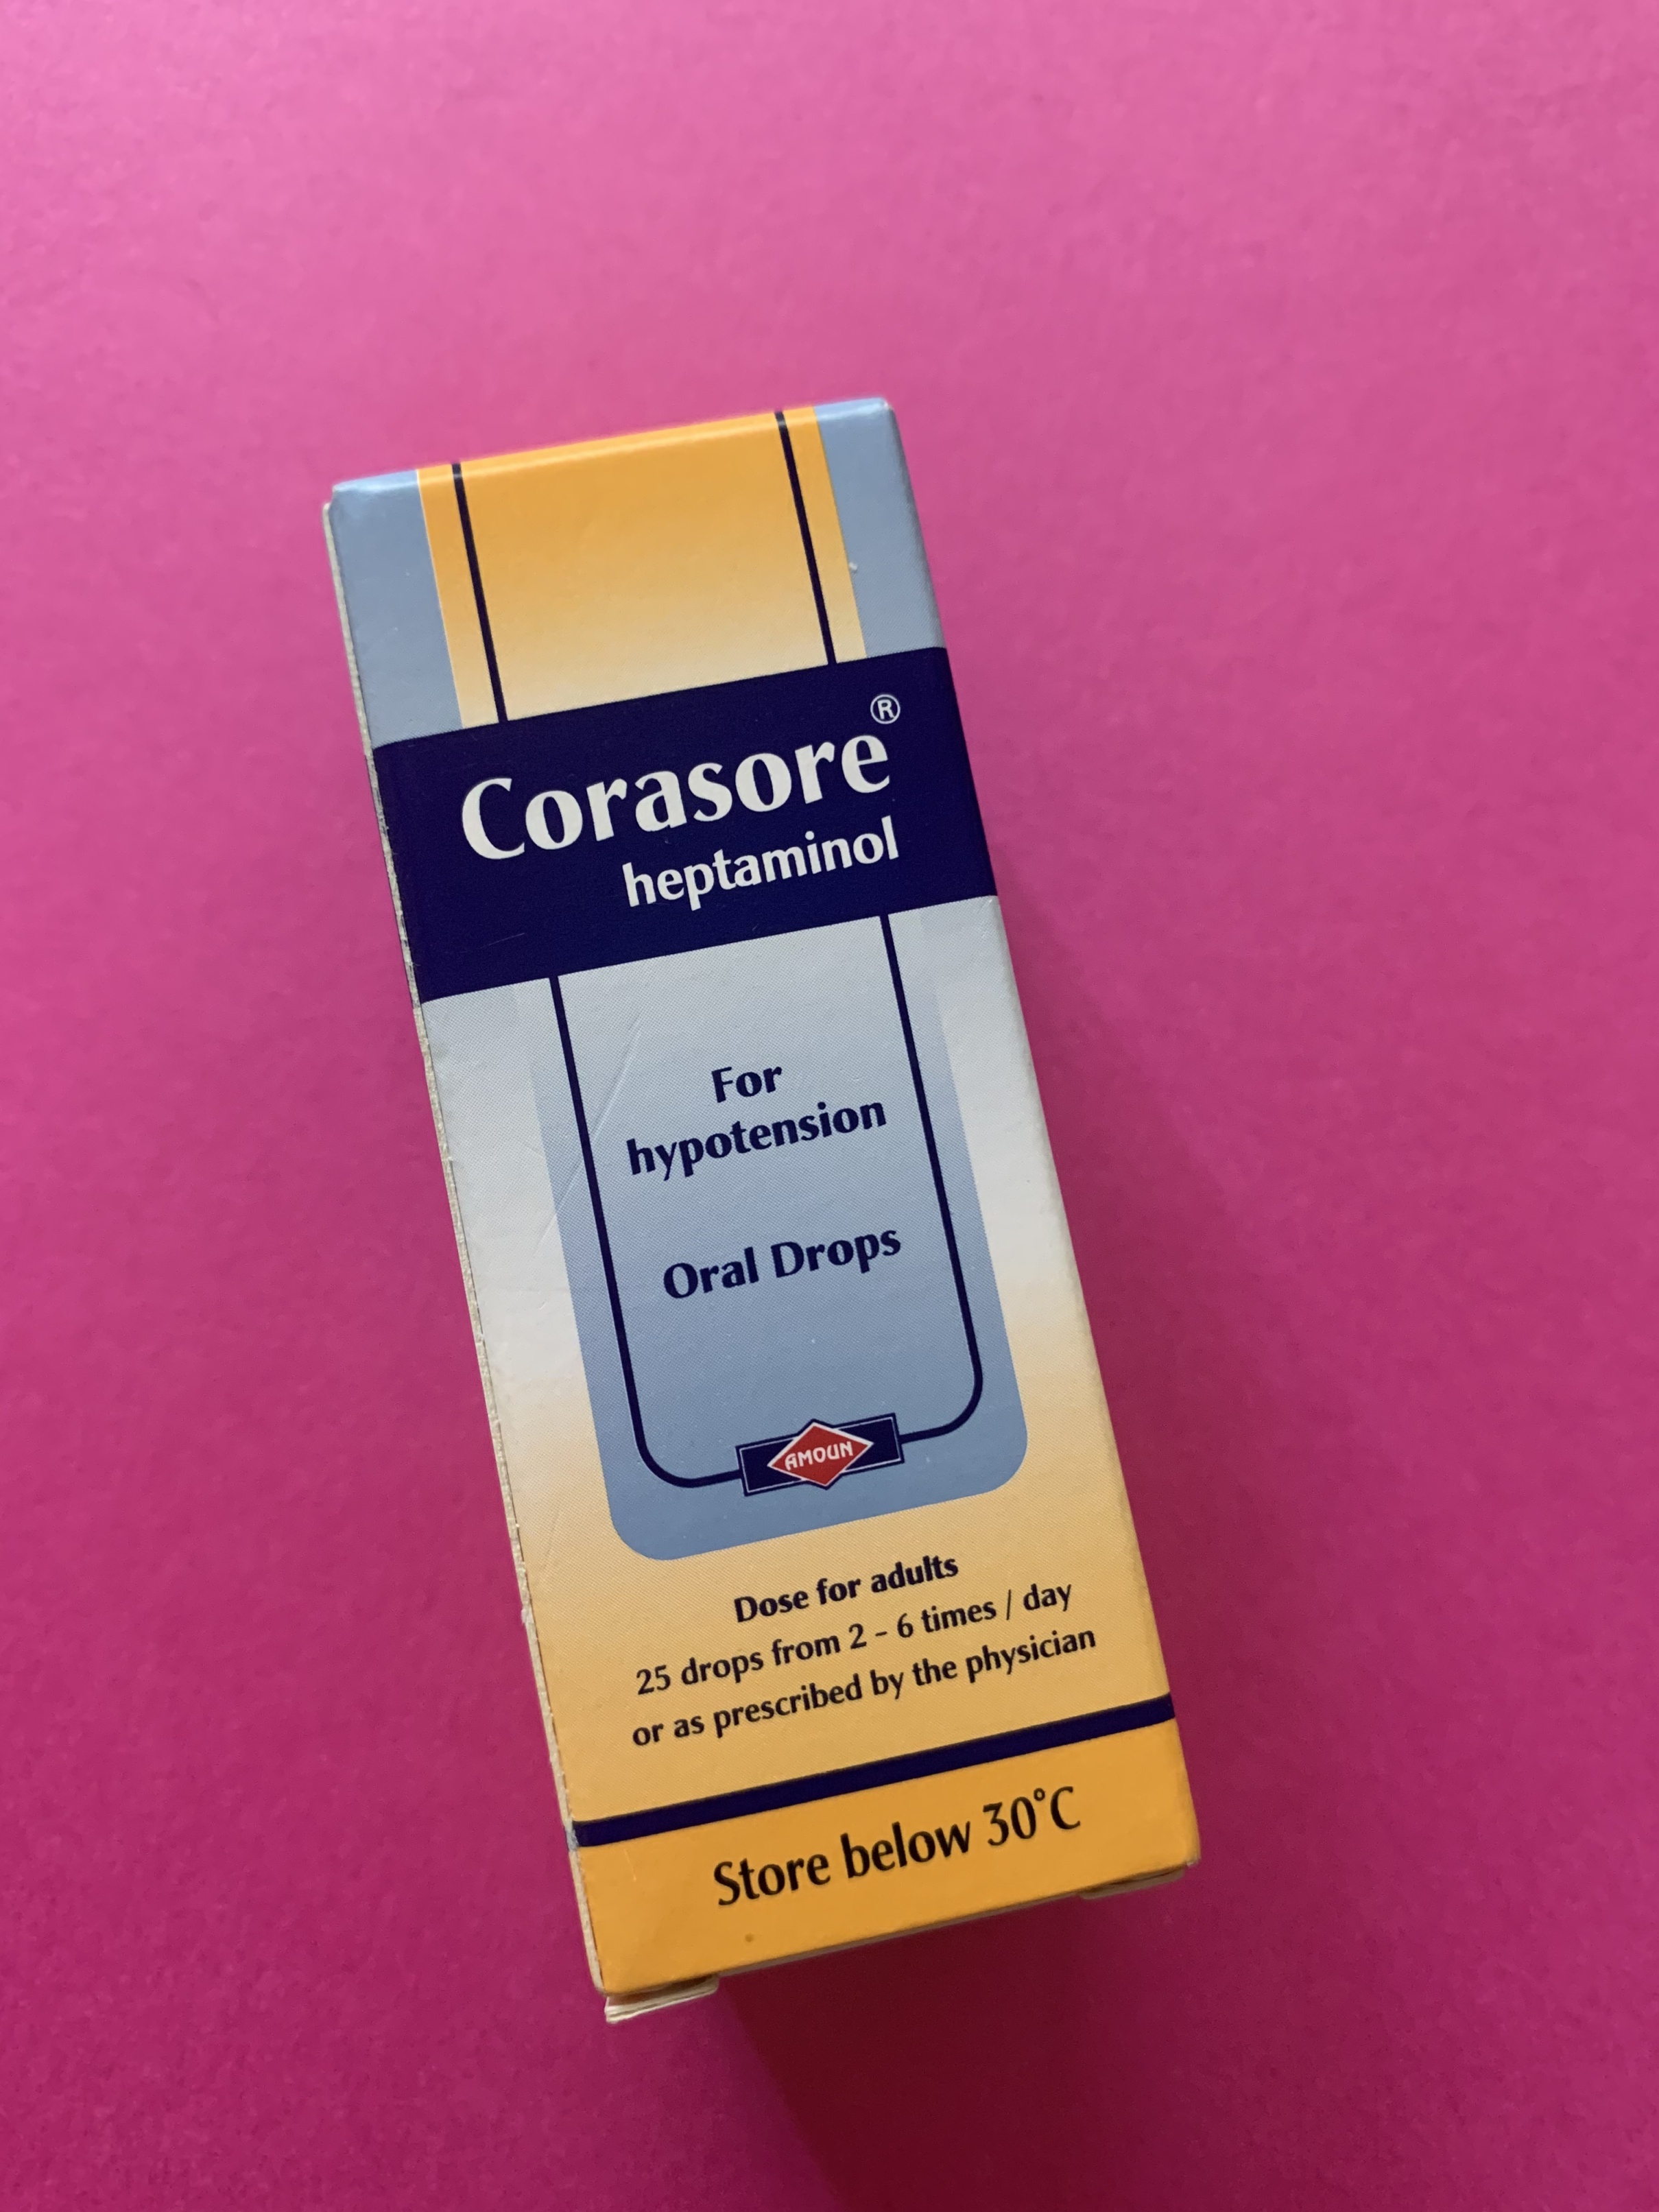 Corasore®
heptaminol
For
hypotension
Oral Drops
AMOUN
Dose for adults
25 drops from 2 - 6 times / day
or as prescribed by the physician
Store below 30°C